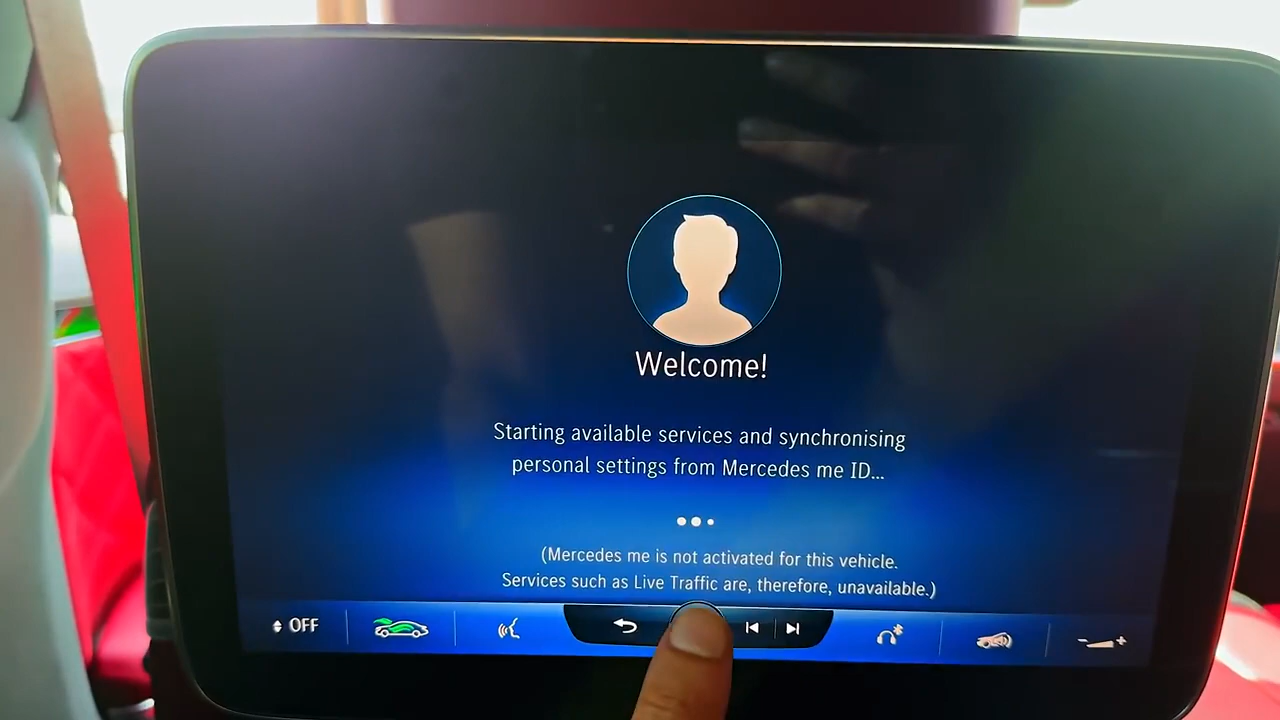 Welcome!
Starting available services and synchronising
personal settings from Mercedes me ID...
(Mercedes me is not activated for this vehicle.
Services such as Live Traffic are, therefore, unavailable.)
OFF